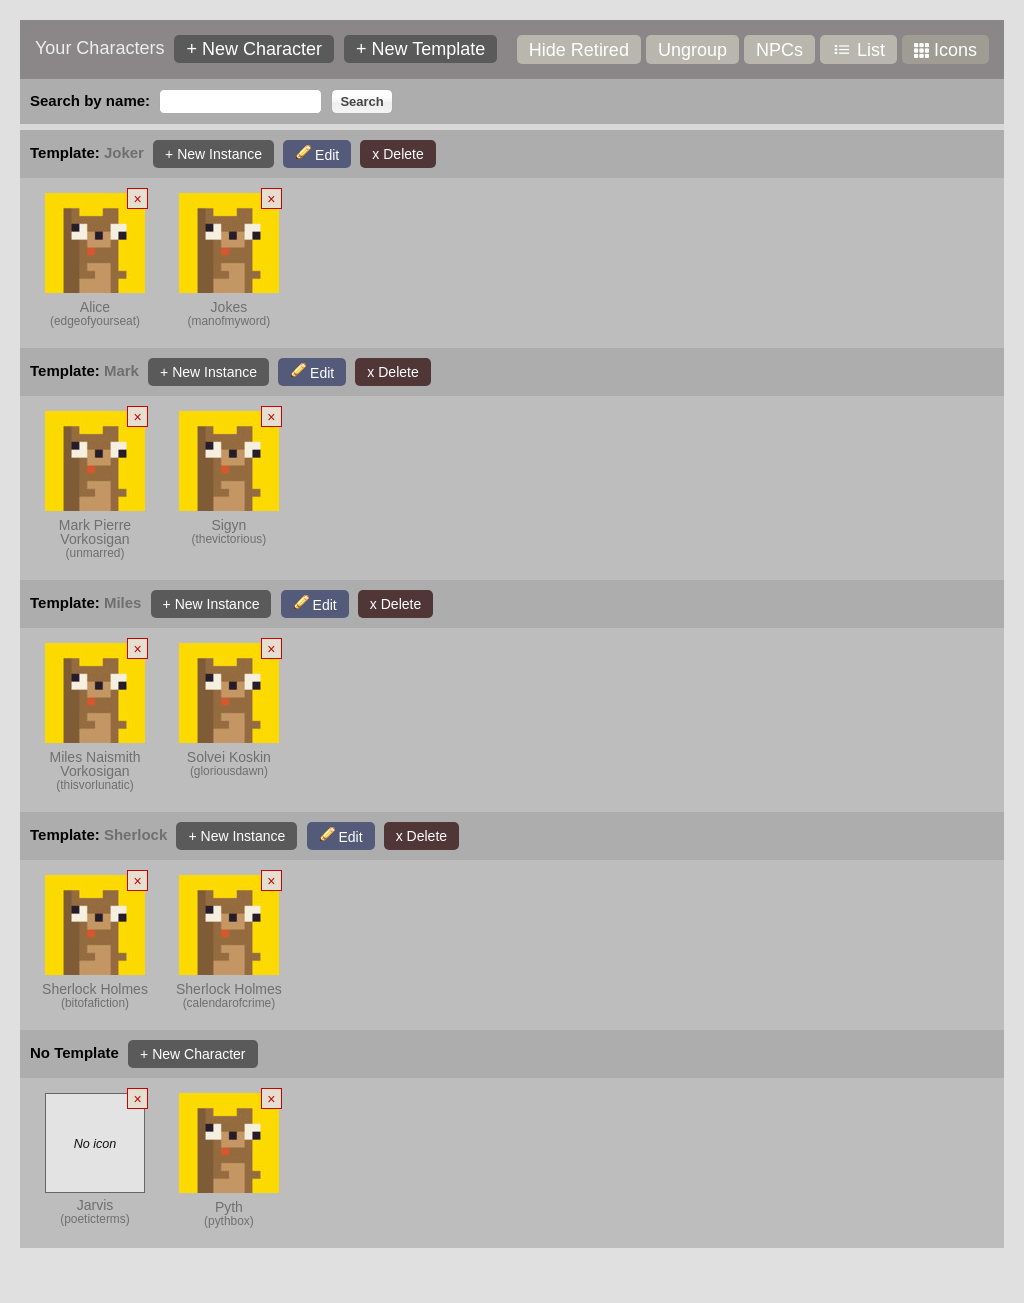 Your Characters + New Character + New Template Hide Retired Ungroup NPCs List Icons
Search by name: Search
Template: Joker + New Instance Edit x Delete
× ×
Alice Jokes
(edgeofyourseat) (manofmyword)
Template: Mark + New Instance Edit x Delete
× ×
Mark Pierre Sigyn
Vorkosigan (thevictorious)
(unmarred)
Template: Miles + New Instance Edit x Delete
× ×
Miles Naismith Solvei Koskin
Vorkosigan (gloriousdawn)
(thisvorlunatic)
Template: Sherlock + New Instance Edit x Delete
× ×
Sherlock Holmes Sherlock Holmes
(bitofafiction) (calendarofcrime)
No Template + New Character
× ×
No icon
Jarvis Pyth
(poeticterms) (pythbox)